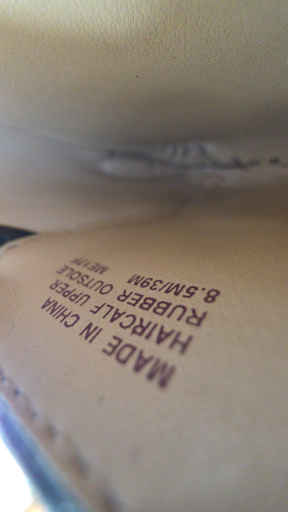 MADE IN CHINA
HAIRCALF UPPER
RUBBER OUTSOLE
8.5M/39M